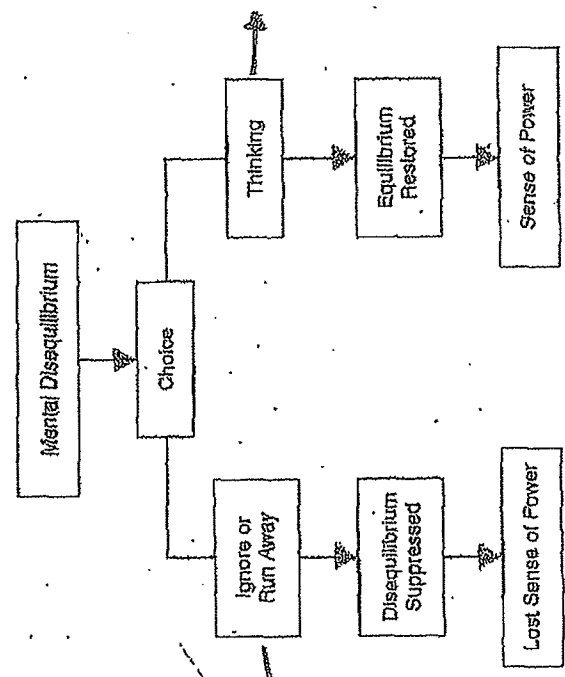 Mental Disequilibrium
Choice
Ignore or
Run Away
Thinking
Disequilibrium
Suppressed
Equilibrium
Restored
Lost Sense of Power
Sense of Power